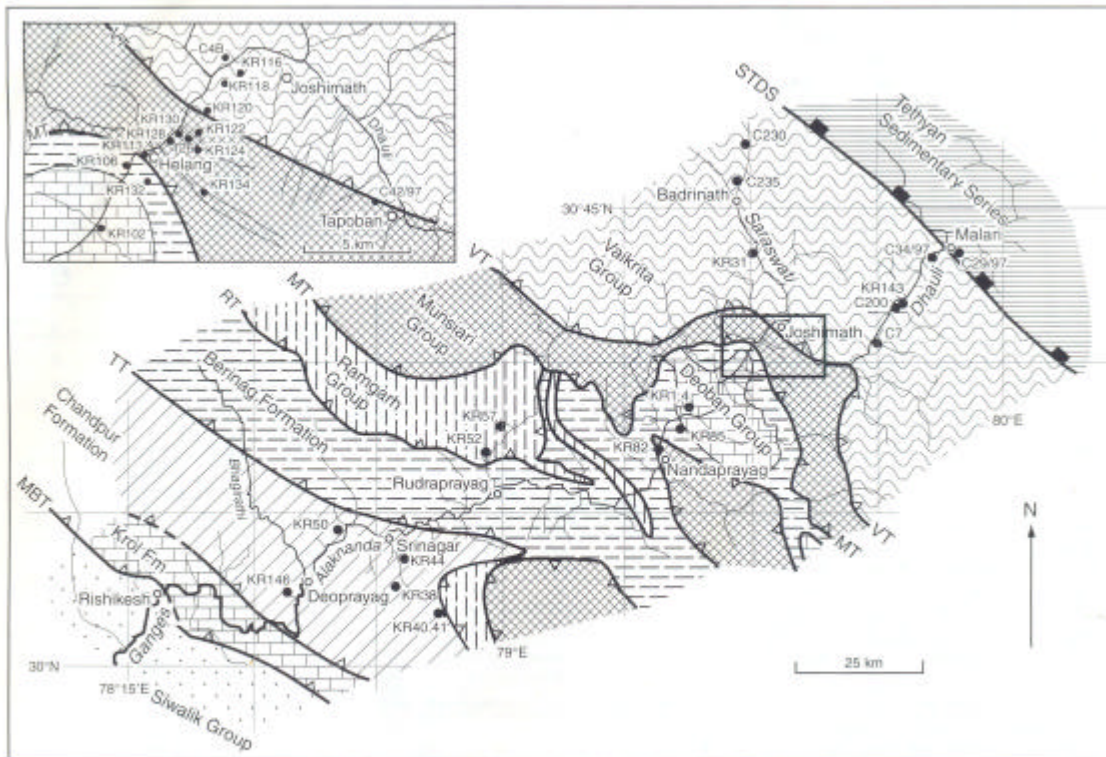 VT
C4B
KR116
KR118
Joshimath
KR120
KR130
KR128
KR122
MT
KR124
KR106
Helang
KR132
KR134
KR102
Dhauli
C42/97
Tapoban
5 km
STDS
Tethyan
Sedimentary Series
C230
C235
Badrinath
30°45'N
Saraswati
Malari
C34/97
C29/97
KR31
Vaikrita
Group
KR143
C200
Dhauli
VT
MT
RT
Munsiari
Group
Joshimath
C7
TT
Ramgarh
Group
Deoban Group
80°E
Berinag Formation
KR57
KR52
KR1.4
KR85
KR82
Chandpur
Formation
Nandaprayag
Rudraprayag
MBT
VT
MT
N
KR50
Alaknanda
Srinagar
KR44
Krol Fm
KR146
Deoprayag
KR38
Rishikesh
KR40.41
Ganges
79°E
25 km
30°N
78°15'E
Siwalik Group